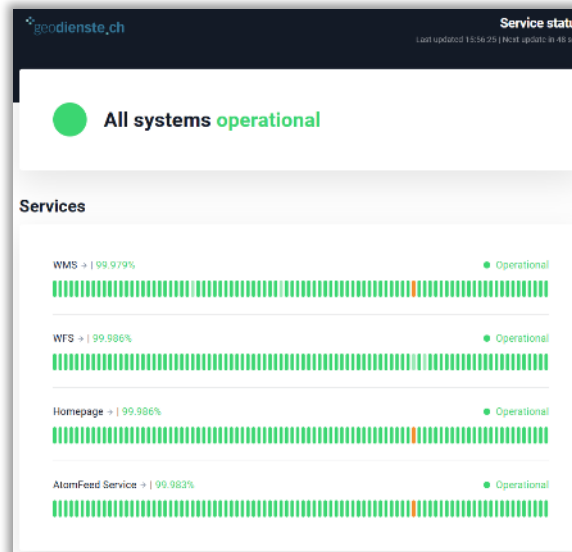 geodienste.ch
Service statu
Last updated 15:56:25 | Next update in 48 s
All systems operational
Services
WMS → | 99.979%
Operational
WFS → | 99.986%
Operational
Homepage → | 99.986%
Operational
AtomFeed Service → | 99.983%
Operational